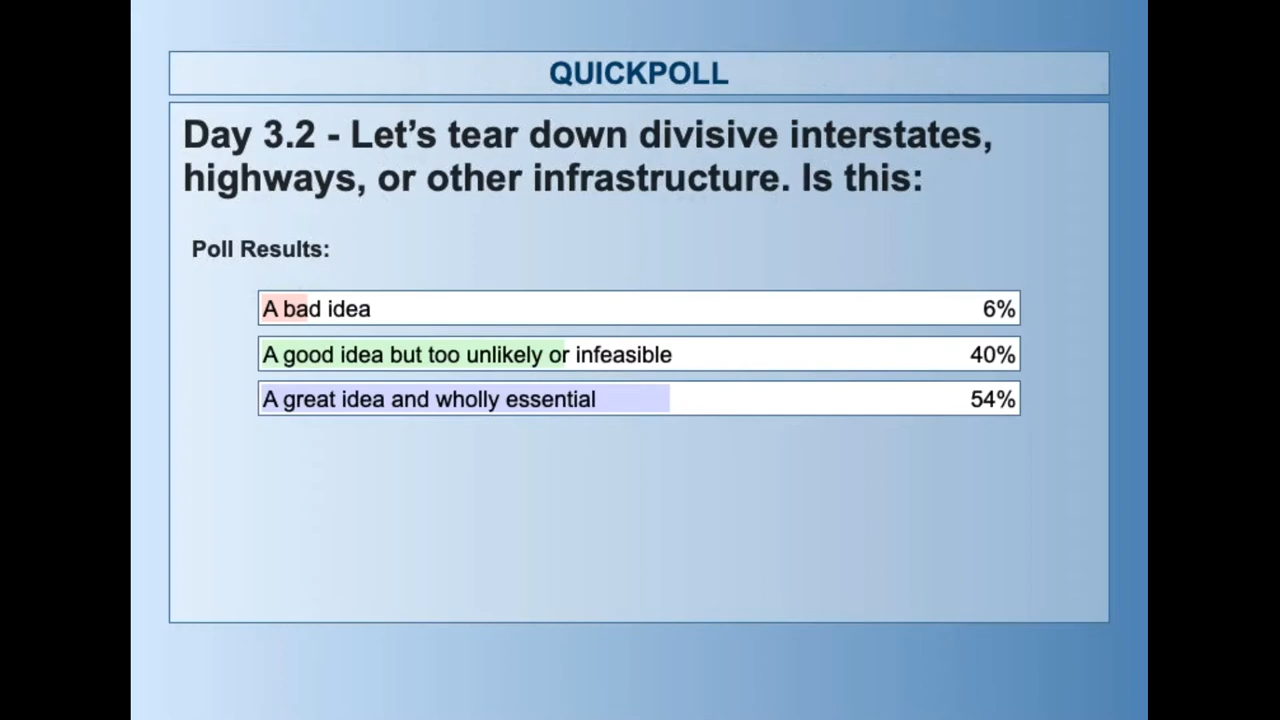 QUICKPOLL
Day 3.2 - Let’s tear down divisive interstates,
highways, or other infrastructure. Is this:
Poll Results:
A bad idea 6%
A good idea but too unlikely or infeasible 40%
A great idea and wholly essential 54%